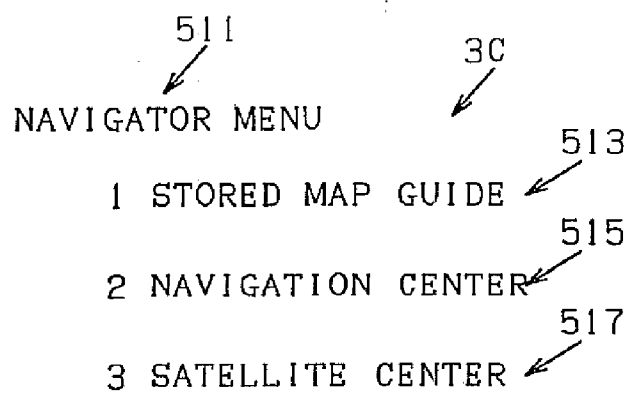 511
3C
NAVIGATOR MENU
513
1 STORED MAP GUIDE
515
2 NAVIGATION CENTER
517
3 SATELLITE CENTER